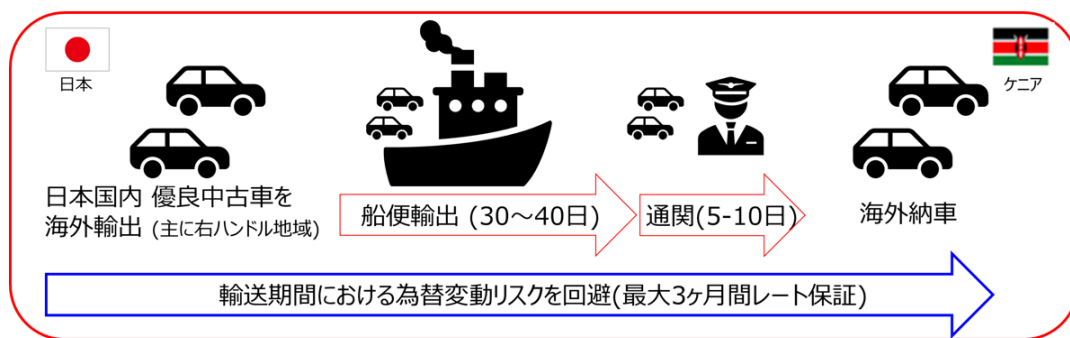 日本
ケニア
日本国内 優良中古車を
海外輸出 (主に右ハンドル地域)
船便輸出 (30～40日)
通関(5-10日)
海外納車
輸送期間における為替変動リスクを回避(最大3ヶ月間レート保証)